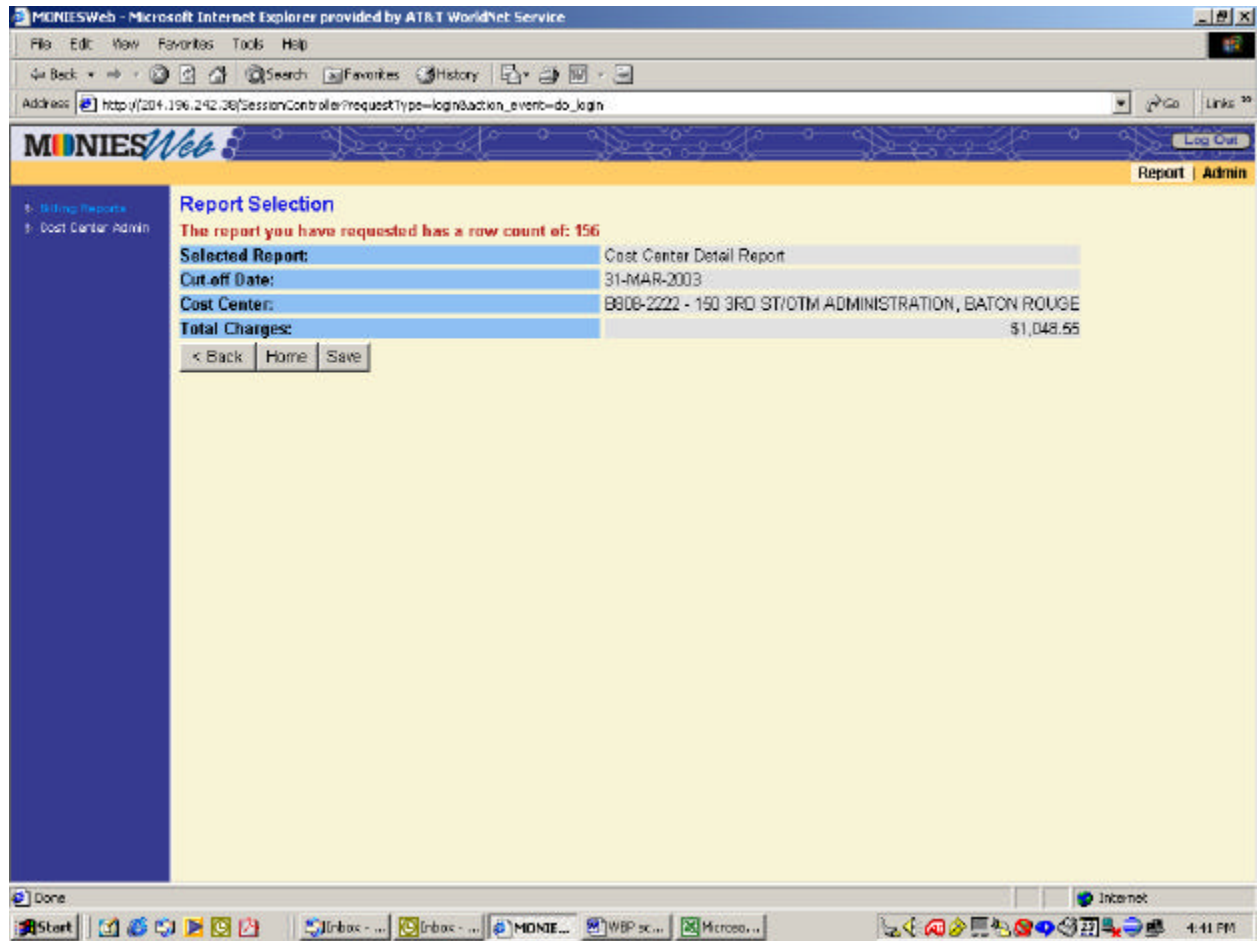 MONIESWeb - Microsoft Internet Explorer provided by AT&T WorldNet Service
File Edit View Favorites Tools Help
Back Search Favorites History
Address http://204.196.242.38/SessionController?requestType=login&action_event=do_login Go Links »
MONIESWeb Log Out
Report | Admin
Billing Reports
Cost Center Admin
Report Selection
The report you have requested has a row count of: 156
Selected Report: Cost Center Detail Report
Cut-off Date: 31-MAR-2003
Cost Center: - 150 3RD ST/OTM ADMINISTRATION, BATON ROUGE
Total Charges: $1,048.55
< Back Home Save
Done Internet
Start Inbox - ... Inbox - ... MONIE... WBP sc... Microso... 4:41 PM